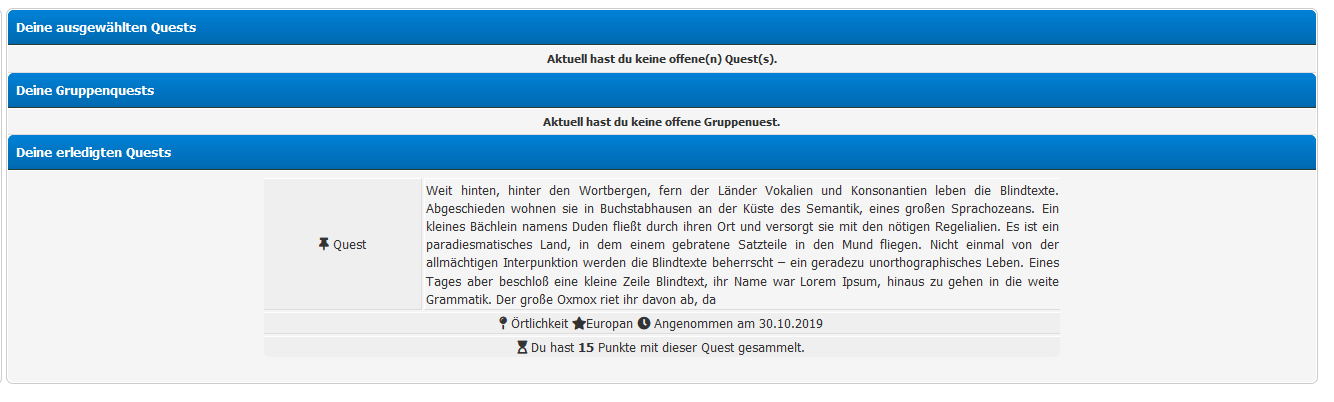 Deine ausgewählten Quests
Aktuell hast du keine offene(n) Quest(s).
Deine Gruppenquests
Aktuell hast du keine offene Gruppenuest.
Deine erledigten Quests
Quest
Weit hinten, hinter den Wortbergen, fern der Länder Vokalien und Konsonantien leben die Blindtexte.
Abgeschieden wohnen sie in Buchstabhausen an der Küste des Semantik, eines großen Sprachozeans. Ein
kleines Bächlein namens Duden fließt durch ihren Ort und versorgt sie mit den nötigen Regelialien. Es ist ein
paradiesmatisches Land, in dem einem gebratene Satzteile in den Mund fliegen. Nicht einmal von der
allmächtigen Interpunktion werden die Blindtexte beherrscht – ein geradezu unorthographisches Leben. Eines
Tages aber beschloß eine kleine Zeile Blindtext, ihr Name war Lorem Ipsum, hinaus zu gehen in die weite
Grammatik. Der große Oxmox riet ihr davon ab, da
Örtlichkeit Europan Angenommen am 30.10.2019
Du hast 15 Punkte mit dieser Quest gesammelt.